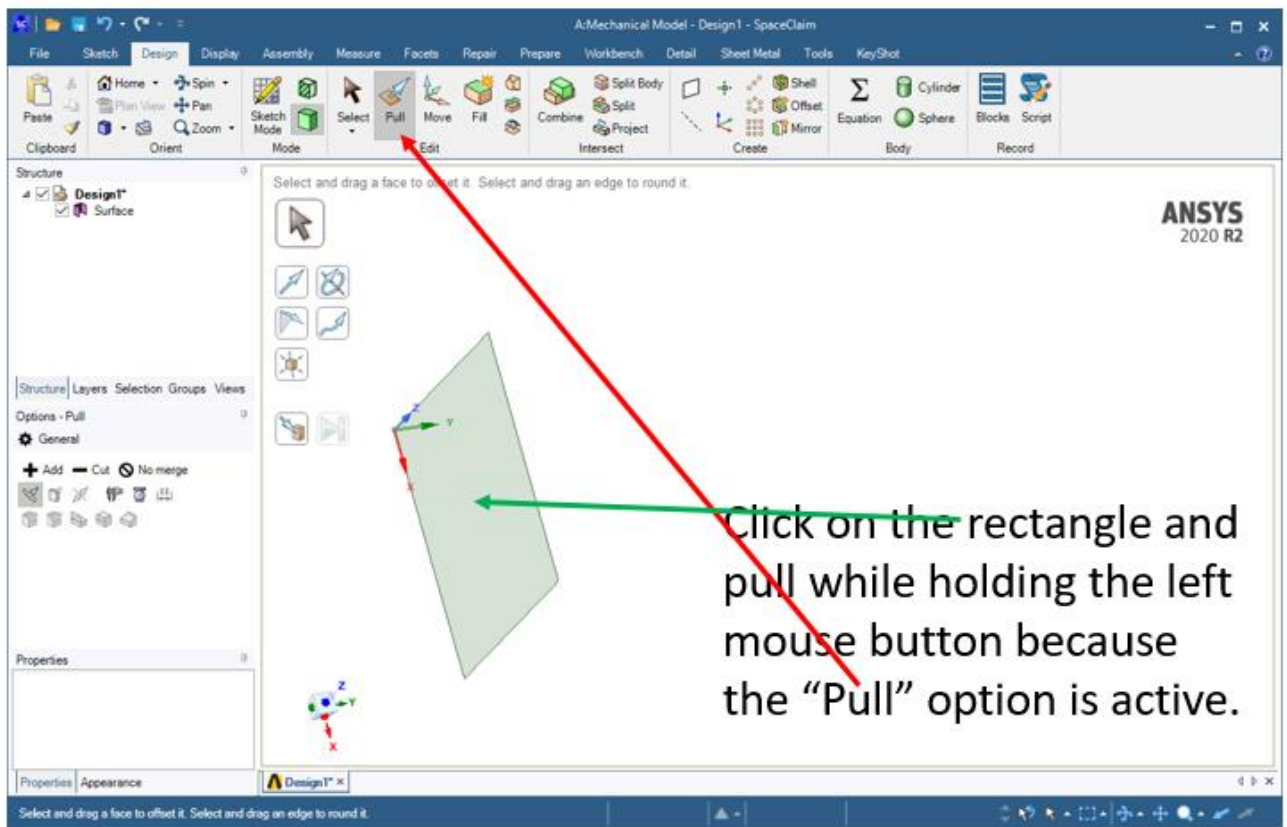 A:Mechanical Model - Design1 - SpaceClaim
File Sketch Design Display Assembly Measure Facets Repair Prepare Workbench Detail Sheet Metal Tools KeyShot
Paste
Clipboard
Home Spin
Plan View Pan
Zoom
Orient
Sketch Mode
Mode
Select Pull Move Fill
Edit
Combine
Split Body
Split
Project
Intersect
Shell
Offset
Mirror
Create
Equation
Cylinder
Sphere
Body
Blocks Script
Record
Structure
Design1*
Surface
Structure Layers Selection Groups Views
Options - Pull
General
Add Cut No merge
Properties
Properties Appearance
Select and drag a face to offset it. Select and drag an edge to round it.
ANSYS
2020 R2
Z
Y
X
Click on the rectangle and
pull while holding the left
mouse button because
the “Pull” option is active.
Z
Y
X
Design1*
Select and drag a face to offset it. Select and drag an edge to round it.